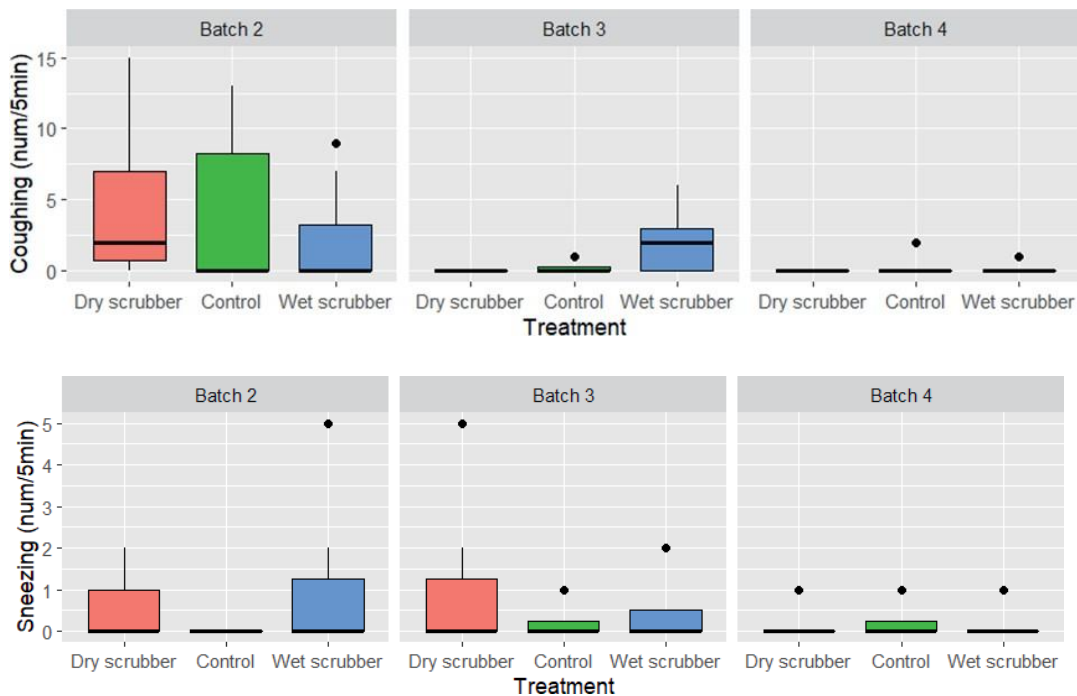 Batch 2 Batch 3 Batch 4
Coughing (num/5min)
15
10
5
0
Dry scrubber Control Wet scrubber Dry scrubber Control Wet scrubber Dry scrubber Control Wet scrubber
Treatment
Batch 2 Batch 3 Batch 4
Sneezing (num/5min)
5
4
3
2
1
0
Dry scrubber Control Wet scrubber Dry scrubber Control Wet scrubber Dry scrubber Control Wet scrubber
Treatment